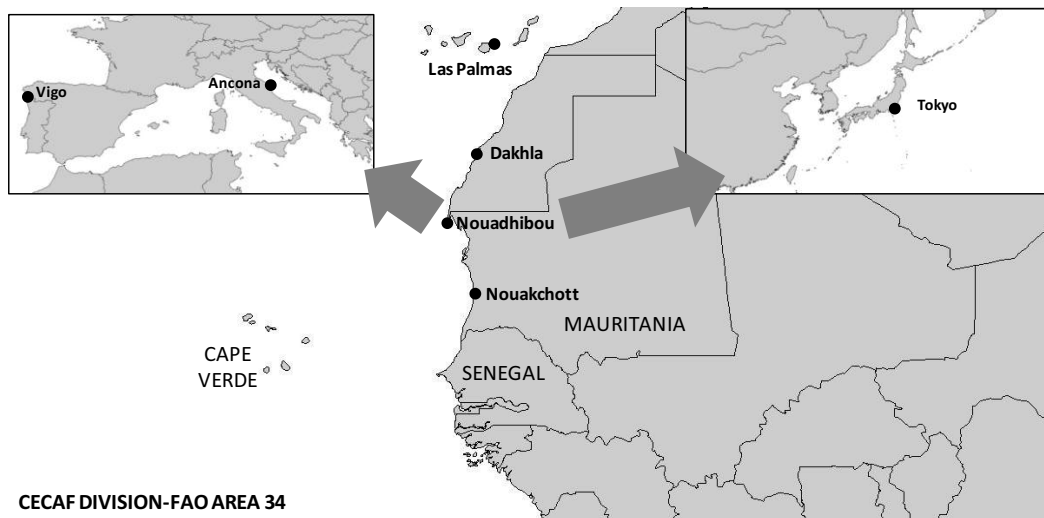 Vigo
Ancona
Las Palmas
Tokyo
Dakhla
Nouadhibou
Nouakchott
MAURITANIA
CAPE
VERDE
SENEGAL
CECAF DIVISION-FAO AREA 34